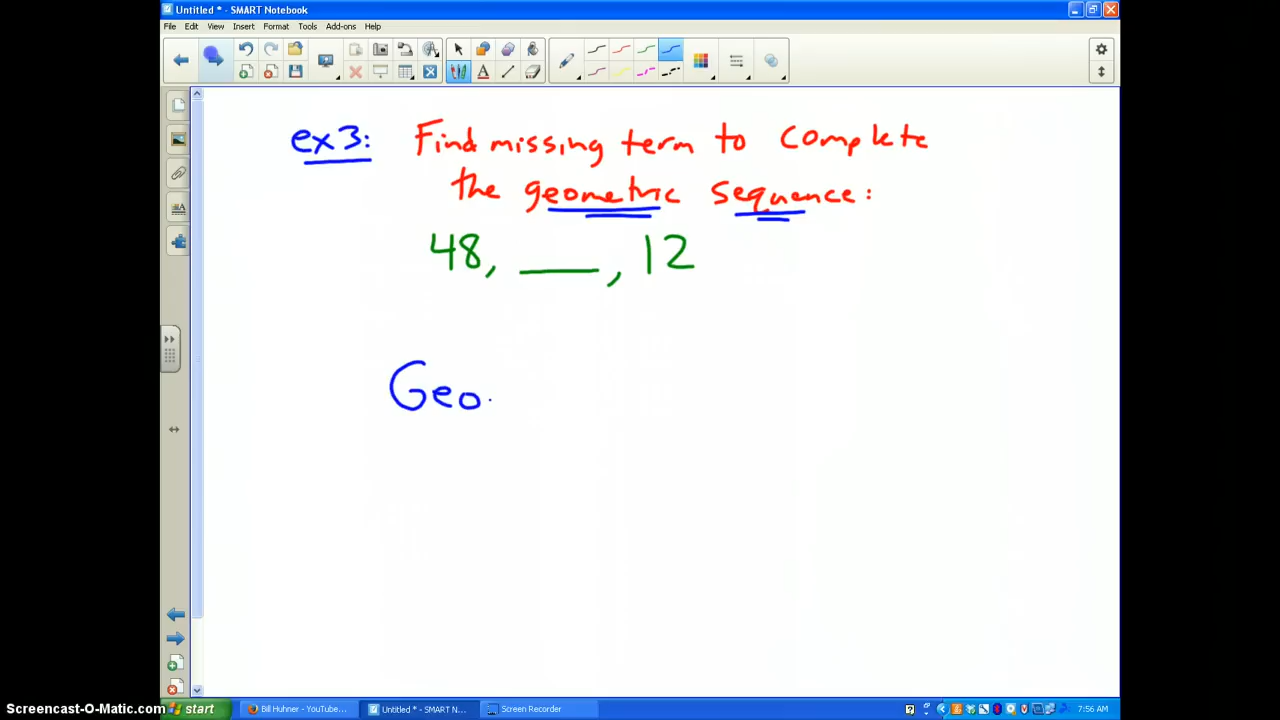 Untitled * - SMART Notebook
File Edit View Insert Format Tools Add-ons Help
ex 3: Find missing term to complete
the geometric sequence:
48, ___, 12
Geo.
Screencast-O-Matic.com
start
Bill Huhner - YouTube...
Untitled * - SMART N...
Screen Recorder
7:56 AM